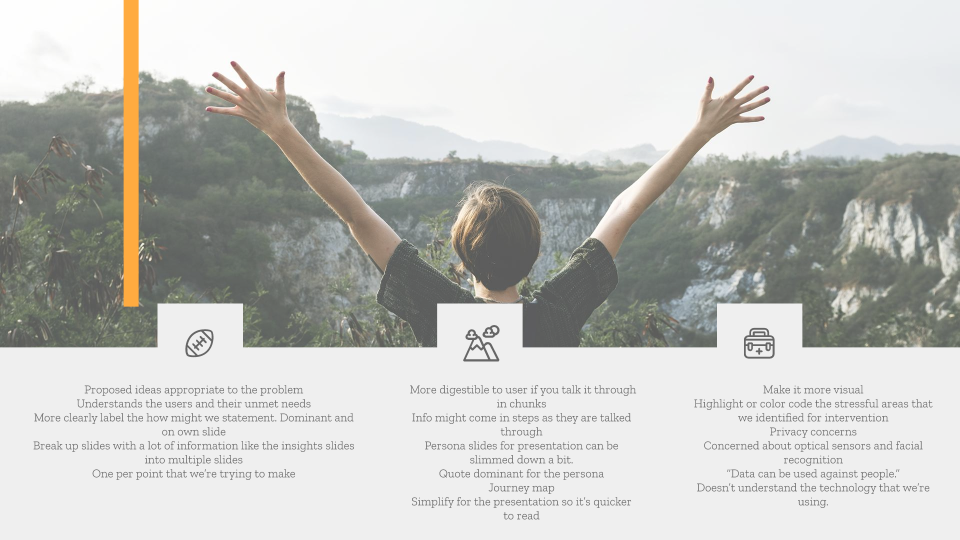 Proposed ideas appropriate to the problem
Understands the users and their unmet needs
More clearly label the how might we statement. Dominant and
on own slide
Break up slides with a lot of information like the insights slides
into multiple slides
One per point that we're trying to make
More digestible to user if you talk it through
in chunks
Info might come in steps as they are talked
through
Persona slides for presentation can be
slimmed down a bit.
Quote dominant for the persona
Journey map
Simplify for the presentation so it's quicker
to read
Make it more visual
Highlight or color code the stressful areas that
we identified for intervention
Privacy concerns
Concerned about optical sensors and facial
recognition
"Data can be used against people."
Doesn't understand the technology that we're
using.